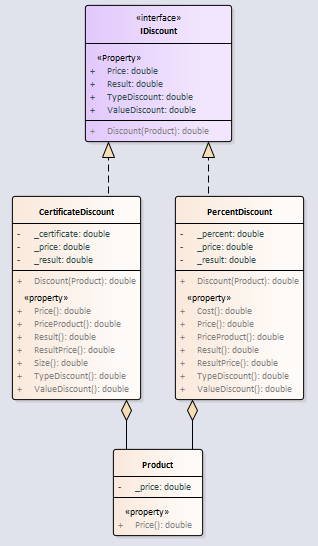 «interface»
IDiscount
«Property»
+ Price: double
+ Result: double
+ TypeDiscount: double
+ ValueDiscount: double
+ Discount(Product): double
CertificateDiscount
- _certificate: double
- _price: double
- _result: double
+ Discount(Product): double
«property»
+ Price(): double
+ PriceProduct(): double
+ Result(): double
+ ResultPrice(): double
+ Size(): double
+ TypeDiscount(): double
+ ValueDiscount(): double
PercentDiscount
- _percent: double
- _price: double
- _result: double
+ Discount(Product): double
«property»
+ Cost(): double
+ Price(): double
+ PriceProduct(): double
+ Result(): double
+ ResultPrice(): double
+ TypeDiscount(): double
+ ValueDiscount(): double
Product
- _price: double
«property»
+ Price(): double